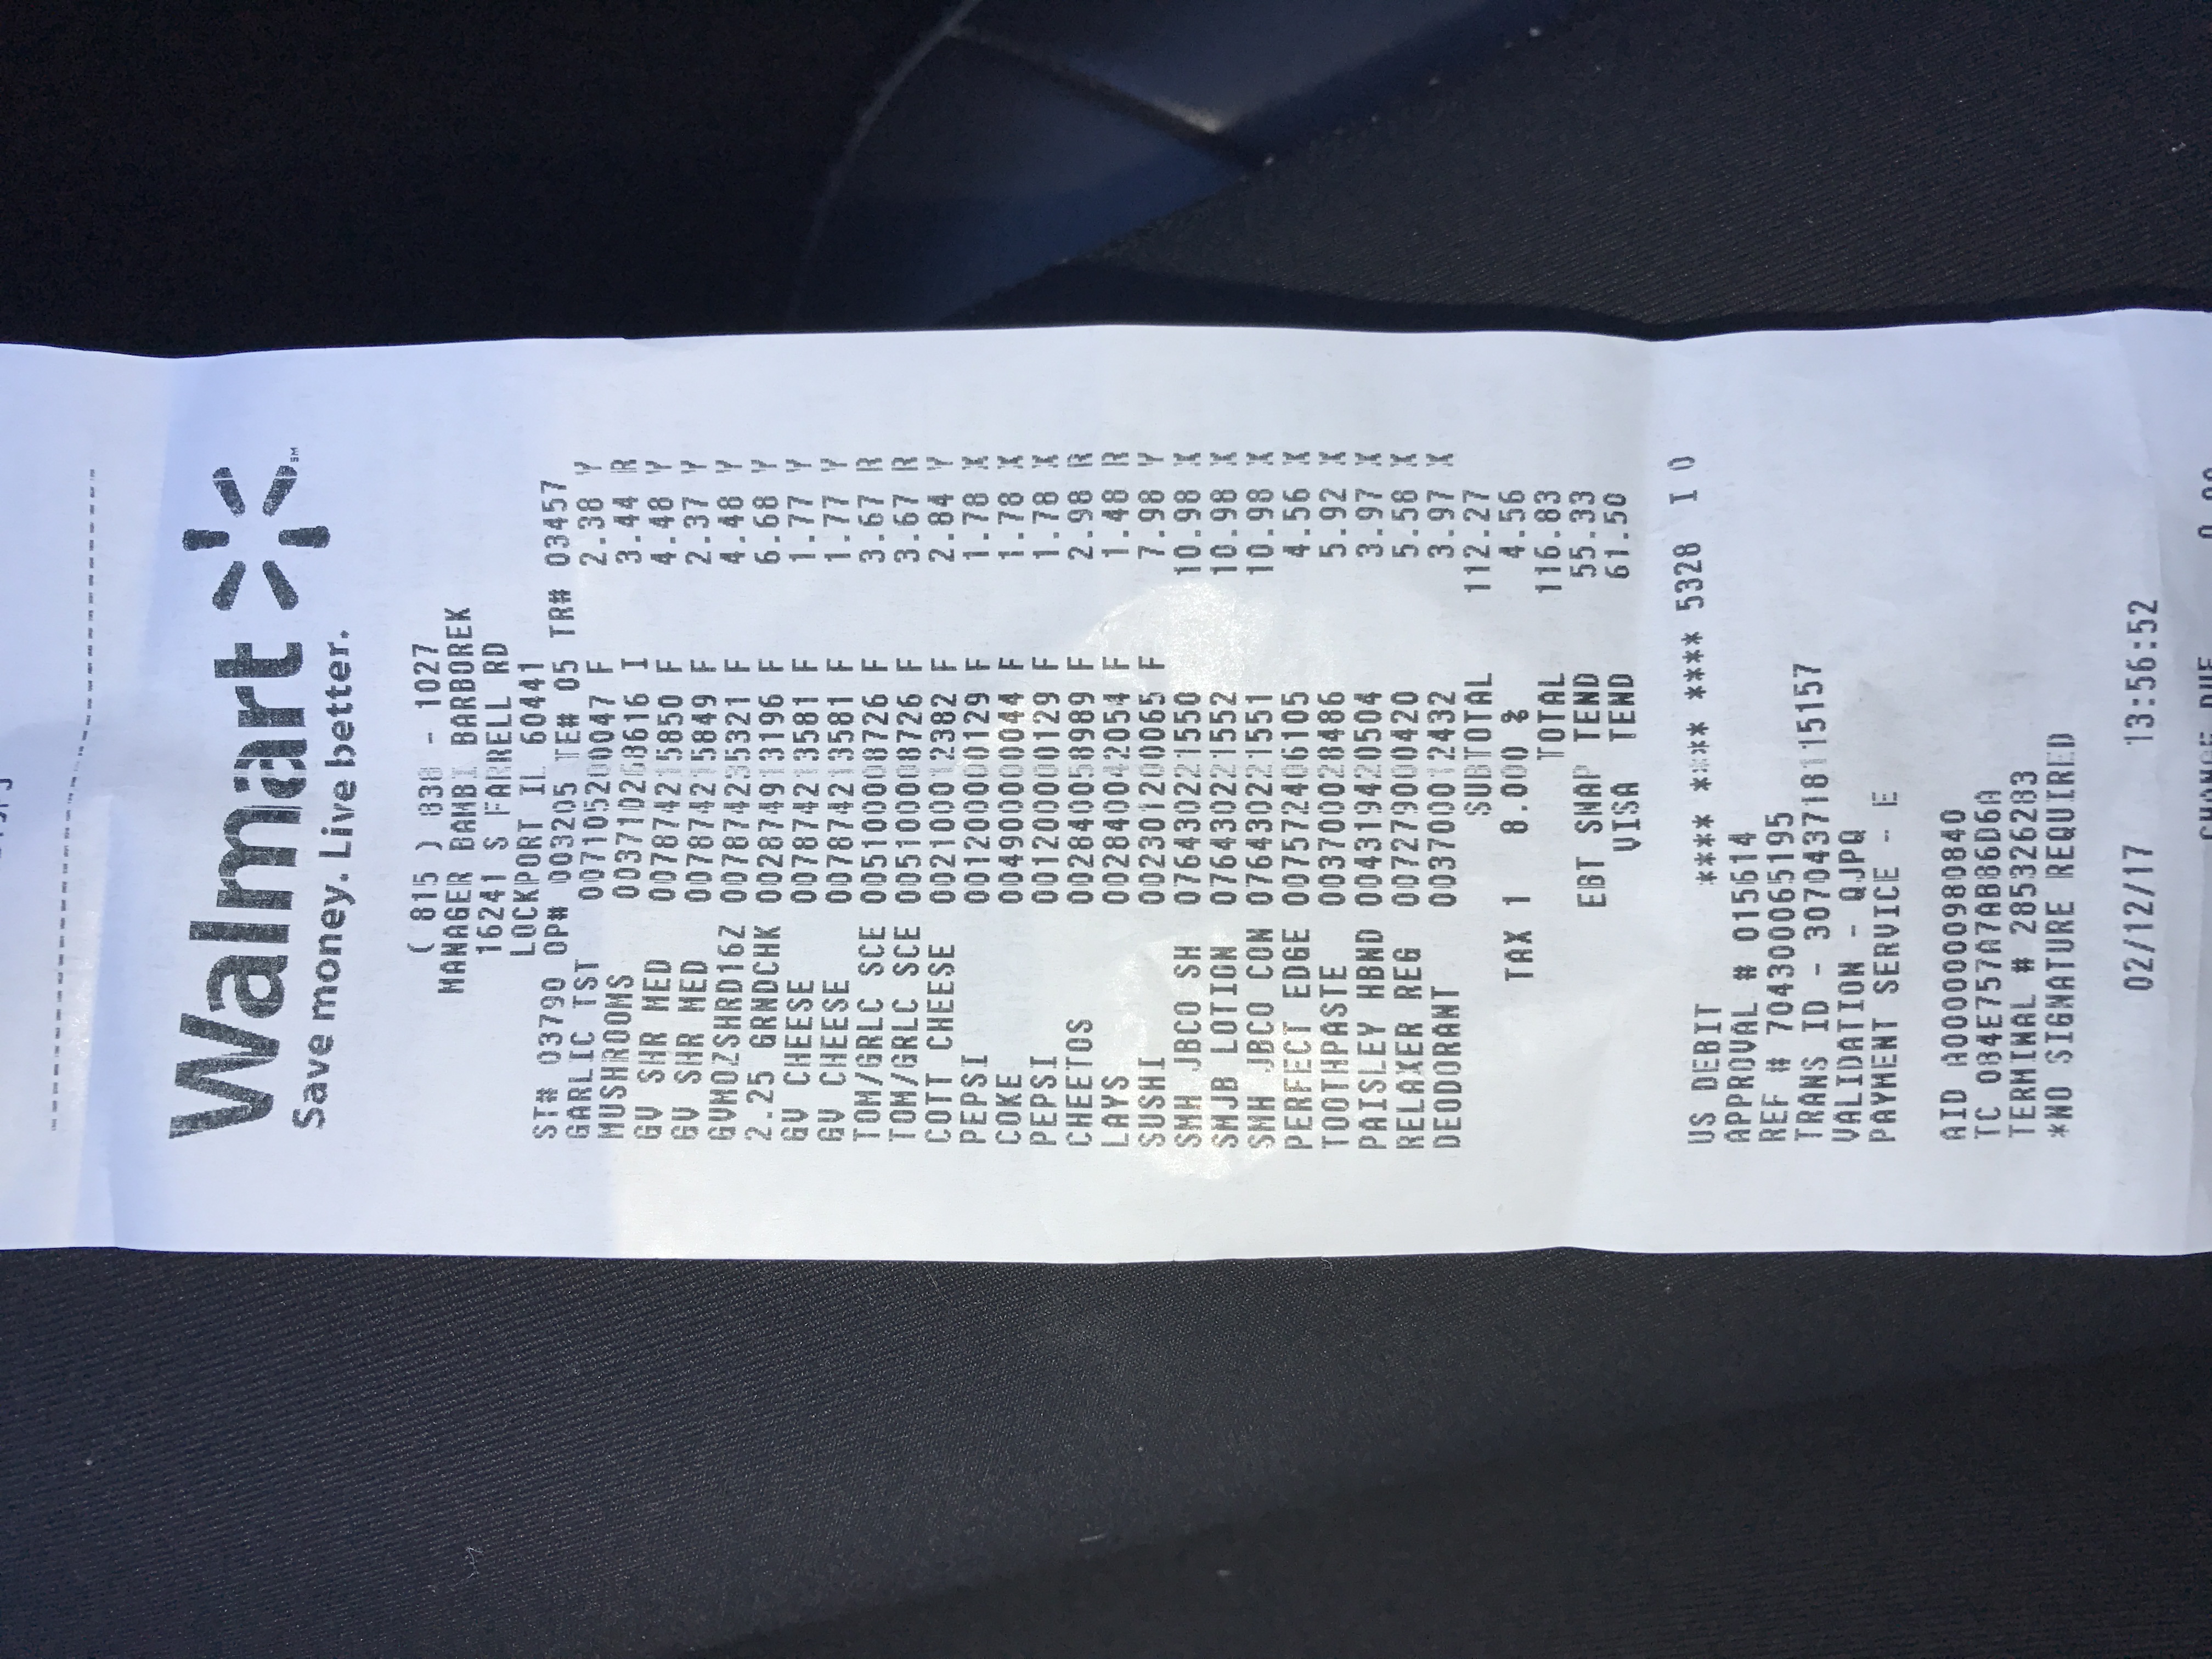 Walmart
Save money. Live better.
( 815 ) 838 - 1027
MANAGER BAMBI BARBOREK
16241 S FARRELL RD
LOCKPORT IL 60441
ST# 03790 OP# 003205 TE# 05 TR# 03457
GARLIC TST 007105200047 F 2.38 Y
MUSHROOMS 003710268616 I 3.44 R
GV SHR MED 007874215850 F 4.48 Y
GV SHR MED 007874215849 F 2.37 Y
GVMOZSHRD16Z 007874235321 F 4.48 Y
2.25 GRNDCHK 002874913196 F 6.68 Y
GV CHEESE 007874213581 F 1.77 Y
GV CHEESE 007874213581 F 1.77 Y
TOM/GRLC SCE 005100008726 F 3.67 R
TOM/GRLC SCE 005100008726 F 3.67 R
COTT CHEESE 002100012382 F 2.84 Y
PEPSI 001200000129 F 1.78 X
COKE 004900000044 F 1.78 X
PEPSI 001200000129 F 1.78 X
CHEETOS 002840058989 F 2.98 R
LAYS 002840042054 F 1.48 R
SUSHI 002301200065 F 7.98 Y
SMH JBCO SH 076430221550 10.98 X
SMJB LOTION 076430221552 10.98 X
SMH JBCO CON 076430221551 10.98 X
PERFECT EDGE 007572406105 4.56 X
TOOTHPASTE 003700028486 5.92 X
PAISLEY HBND 004319420504 3.97 X
RELAXER REG 007279000420 5.58 X
DEODORANT 003700012432 3.97 X
SUBTOTAL 112.27
TAX 1 8.000 % 4.56
TOTAL 116.83
EBT SNAP TEND 55.33
VISA TEND 61.50
US DEBIT **** **** **** 5328 I 0
APPROVAL # 015614
REF # 704300065195
TRANS ID - 307043718115157
VALIDATION - QJPQ
PAYMENT SERVICE - E
AID A0000000980840
TC 084E757A7AB86D6A
TERMINAL # 285326283
*NO SIGNATURE REQUIRED
02/12/17 13:56:52
CHANGE DUE